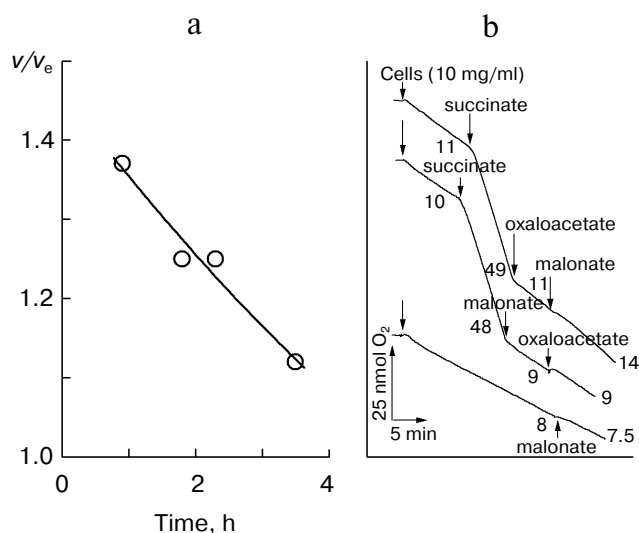 a
b
v/vₑ
1.4
1.2
1.0
0
2
4
Time, h
Cells (10 mg/ml)
succinate
11
succinate
10
oxaloacetate
49
11
malonate
malonate
48
oxaloacetate
14
9
9
25 nmol O₂
5 min
8
7.5
malonate